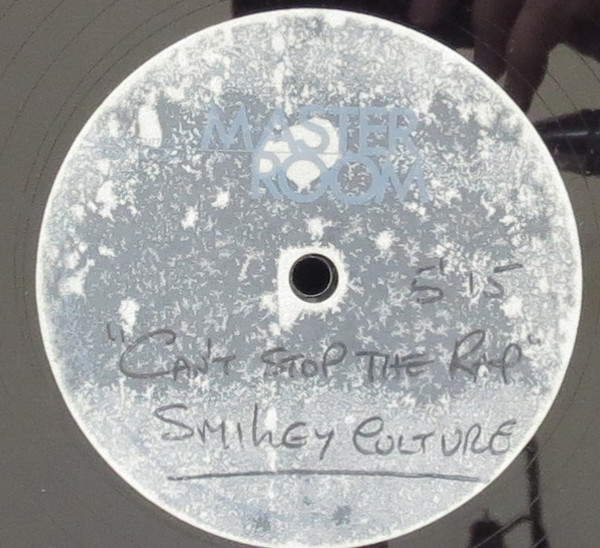 MASTER
ROOM
5'15
"CAN'T STOP THE RAP"
SMILEY CULTURE